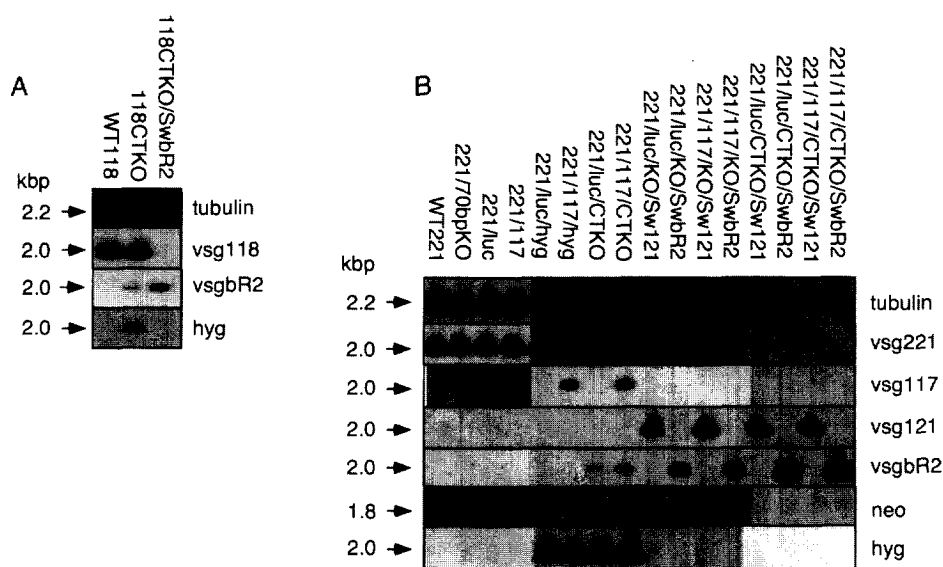 A
WT118
118CTKO
118CTKO/SwbR2
kbp
2.2
tubulin
2.0
vsg118
2.0
vsgbR2
2.0
hyg
B
WT221
221/70bpKO
221/luc
221/117
221/luc/hyg
221/117/hyg
221/luc/CTKO
221/117/CTKO
221/luc/KO/Sw121
221/luc/KO/SwbR2
221/117/KO/Sw121
221/117/KO/SwbR2
221/luc/CTKO/Sw121
221/luc/CTKO/SwbR2
221/117/CTKO/Sw121
221/117/CTKO/SwbR2
kbp
2.2
tubulin
2.0
vsg221
2.0
vsg117
2.0
vsg121
2.0
vsgbR2
1.8
neo
2.0
hyg